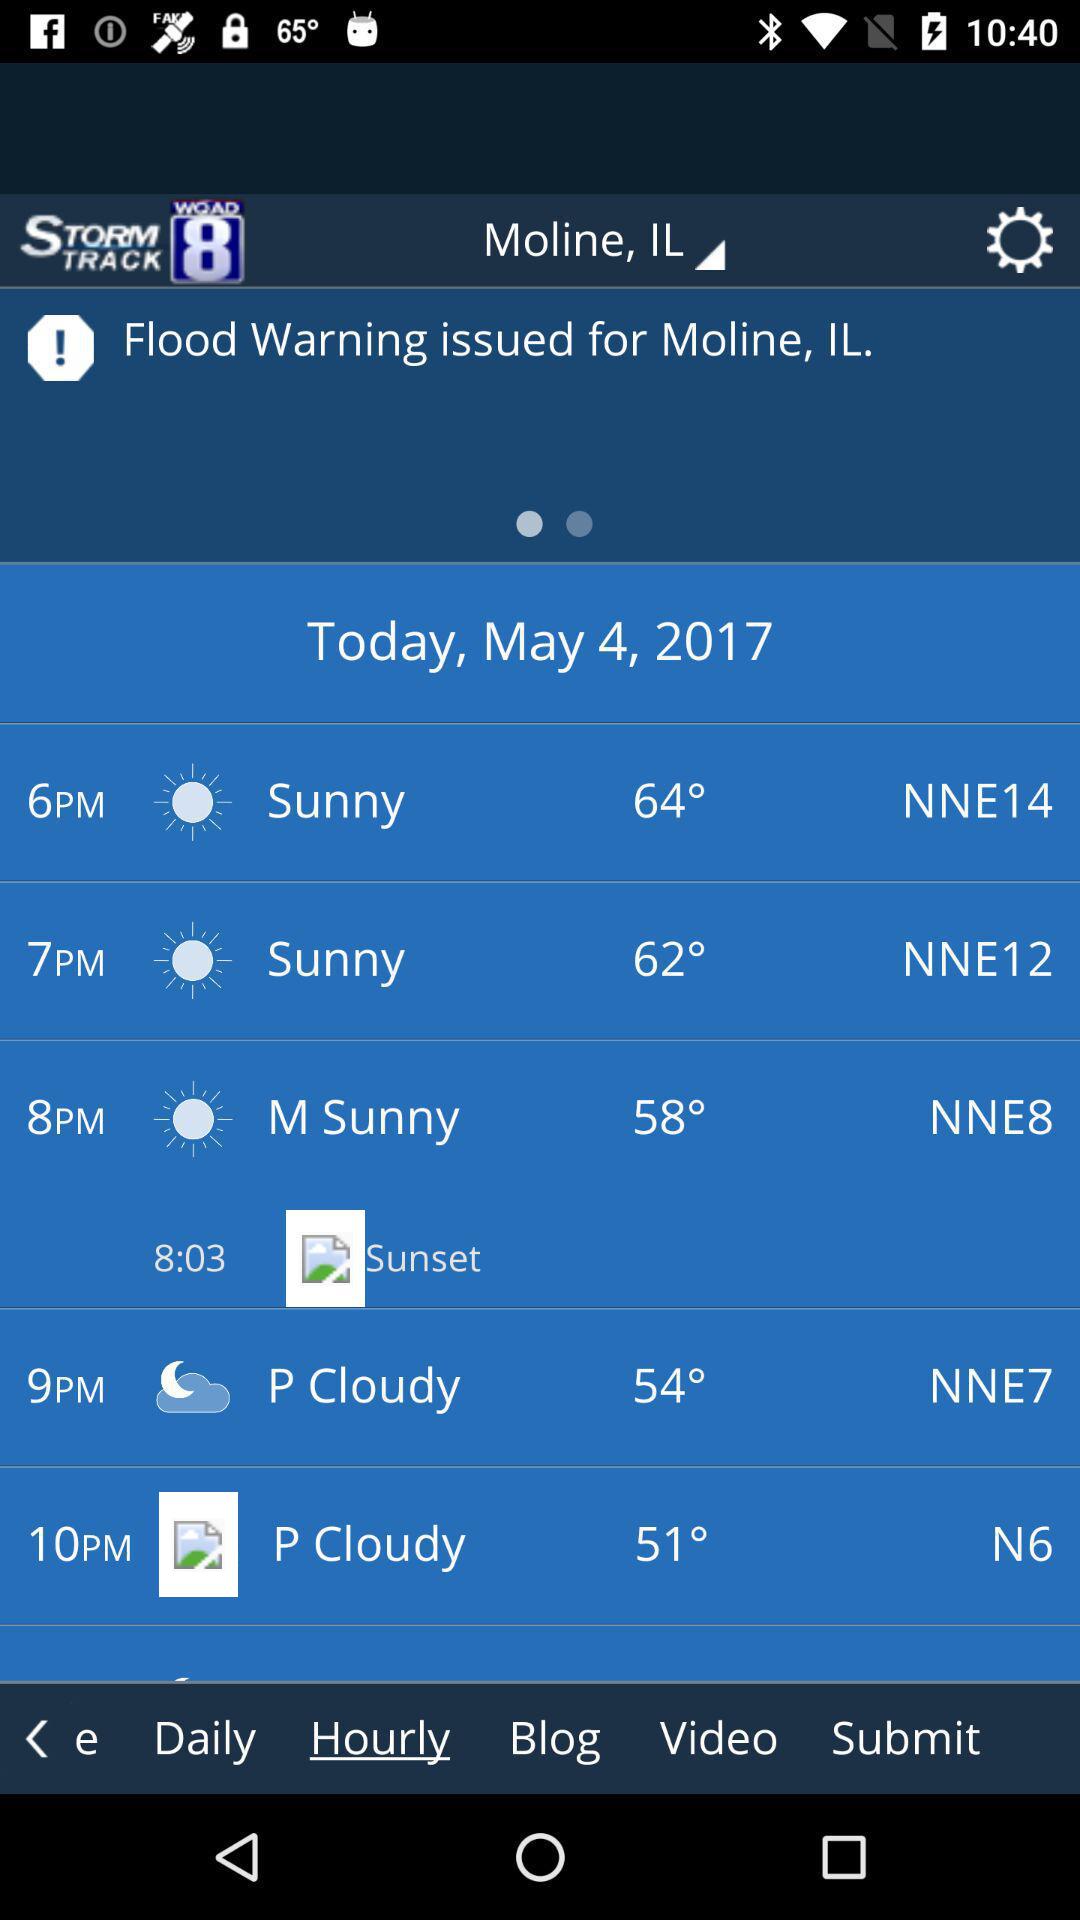 FAKE 65° 10:40
STORM TRACK WQAD 8 Moline, IL
Flood Warning issued for Moline, IL.
Today, May 4, 2017
6PM Sunny 64° NNE14
7PM Sunny 62° NNE12
8PM M Sunny 58° NNE8
8:03 Sunset
9PM P Cloudy 54° NNE7
10PM P Cloudy 51° N6
e Daily Hourly Blog Video Submit